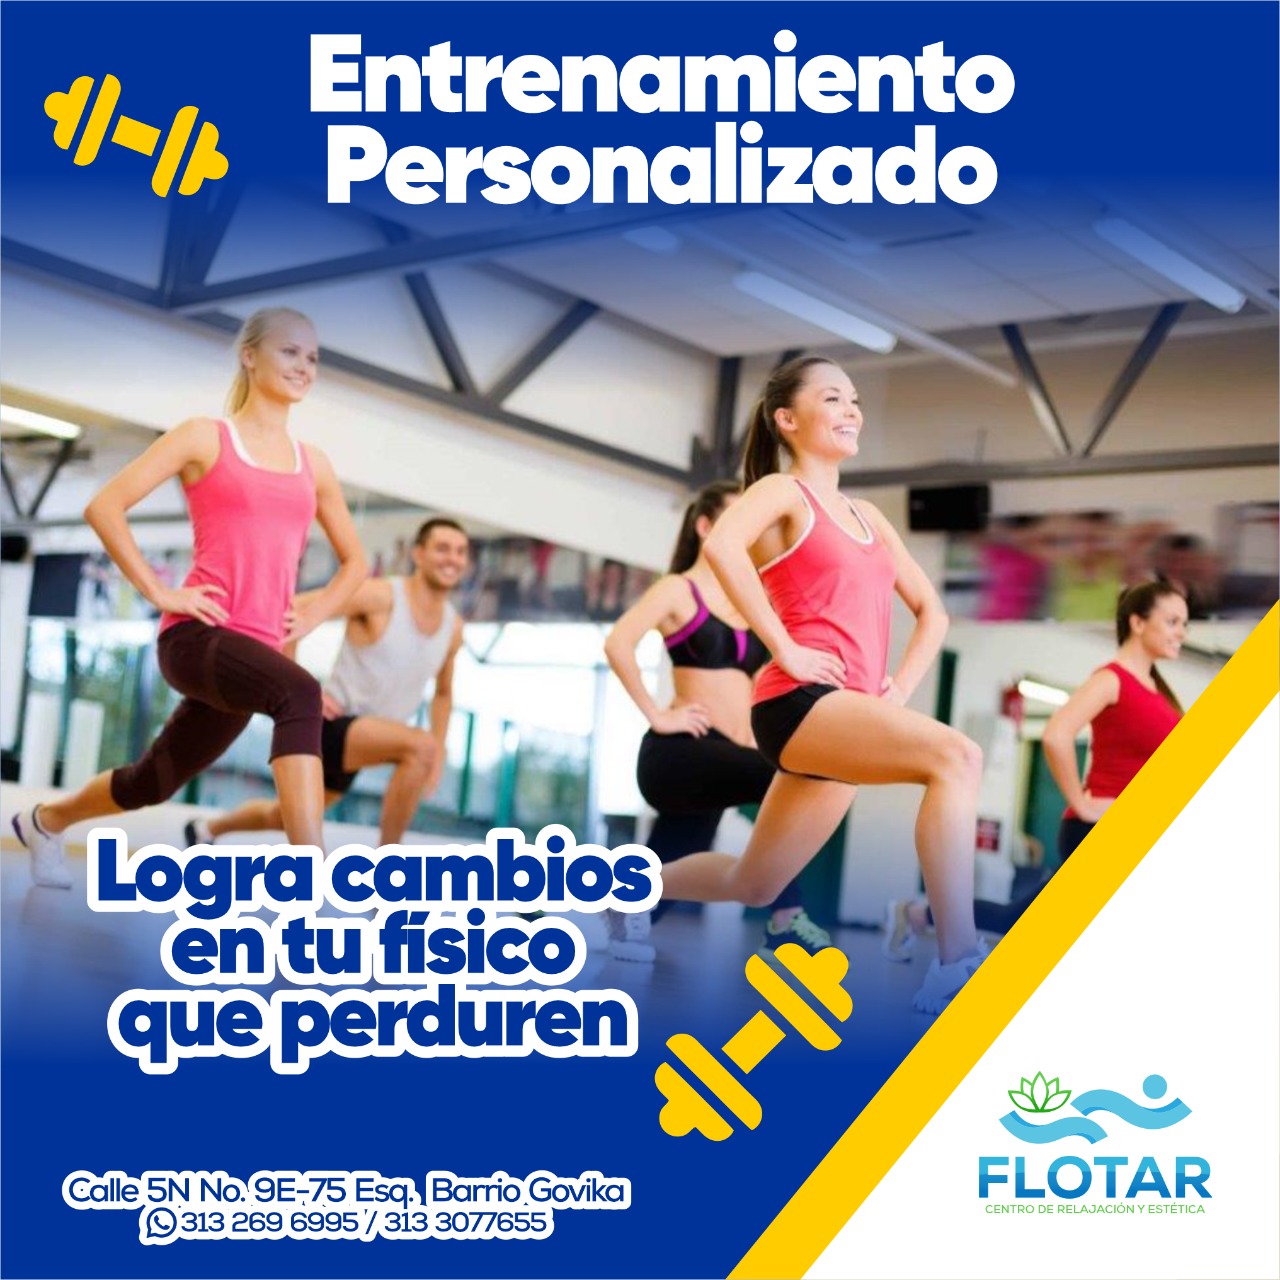 Entrenamiento
Personalizado
Logra cambios
en tu físico
que perduren
Calle 5N No. 9E-75 Esq. Barrio Govika
313 269 6995 / 313 3077655
FLOTAR
CENTRO DE RELAJACIÓN Y ESTÉTICA